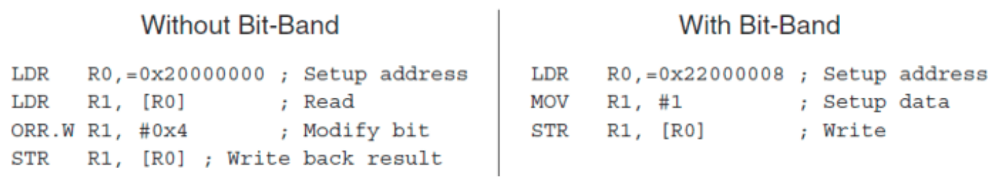 Without Bit-Band
LDR R0,=0x20000000 ; Setup address
LDR R1, [R0] ; Read
ORR.W R1, #0x4 ; Modify bit
STR R1, [R0] ; Write back result
With Bit-Band
LDR R0,=0x22000008 ; Setup address
MOV R1, #1 ; Setup data
STR R1, [R0] ; Write